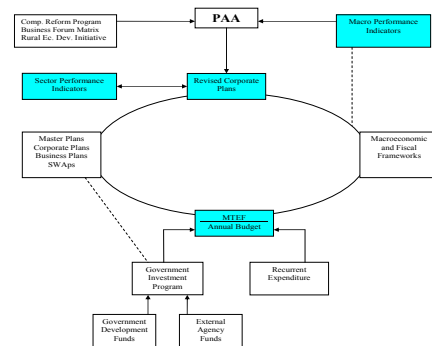 Comp. Reform Program
Business Forum Matrix
Rural Ec. Dev. Initiative
PAA
Macro Performance
Indicators
Sector Performance
Indicators
Revised Corporate
Plans
Master Plans
Corporate Plans
Business Plans
SWAps
Macroeconomic
and Fiscal
Frameworks
MTEF
Annual Budget
Government
Investment
Program
Recurrent
Expenditure
Government
Development
Funds
External
Agency
Funds